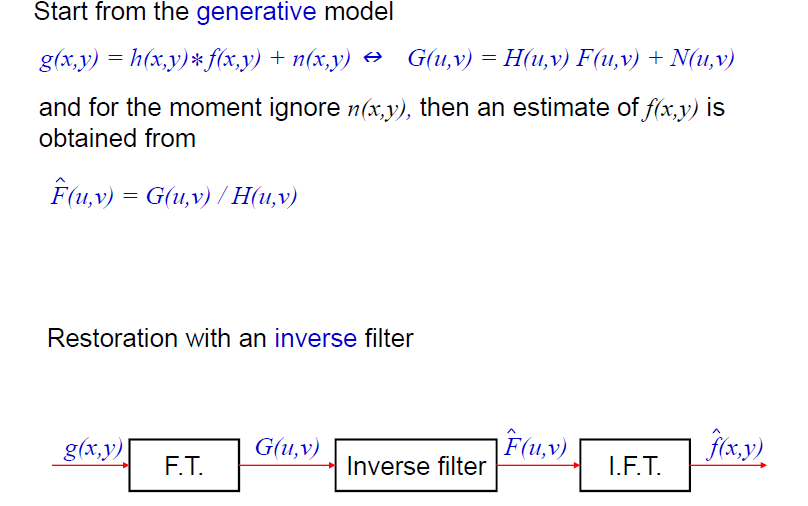 Start from the generative model
g(x,y) = h(x,y)∗f(x,y) + n(x,y) ↔ G(u,v) = H(u,v) F(u,v) + N(u,v)
and for the moment ignore n(x,y), then an estimate of f(x,y) is
obtained from
F̂(u,v) = G(u,v) / H(u,v)
Restoration with an inverse filter
g(x,y) F.T. G(u,v) Inverse filter F̂(u,v) I.F.T. f̂(x,y)